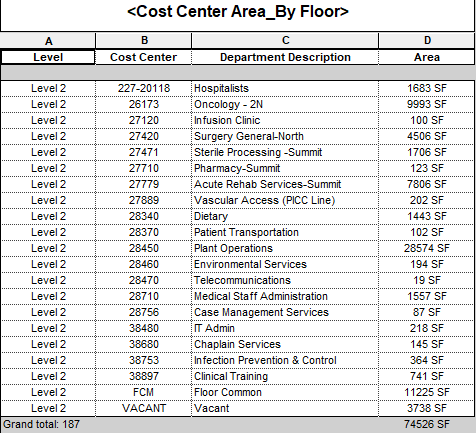 <Cost Center Area_By Floor>
A B C D
Level Cost Center Department Description Area
Level 2 227-20118 Hospitalists 1683 SF
Level 2 26173 Oncology - 2N 9993 SF
Level 2 27120 Infusion Clinic 100 SF
Level 2 27420 Surgery General-North 4506 SF
Level 2 27471 Sterile Processing -Summit 1706 SF
Level 2 27710 Pharmacy-Summit 123 SF
Level 2 27779 Acute Rehab Services-Summit 7806 SF
Level 2 27889 Vascular Access (PICC Line) 202 SF
Level 2 28340 Dietary 1443 SF
Level 2 28370 Patient Transportation 102 SF
Level 2 28450 Plant Operations 28574 SF
Level 2 28460 Environmental Services 194 SF
Level 2 28470 Telecommunications 19 SF
Level 2 28710 Medical Staff Administration 1557 SF
Level 2 28756 Case Management Services 87 SF
Level 2 38480 IT Admin 218 SF
Level 2 38680 Chaplain Services 145 SF
Level 2 38753 Infection Prevention & Control 364 SF
Level 2 38897 Clinical Training 741 SF
Level 2 FCM Floor Common 11225 SF
Level 2 VACANT Vacant 3738 SF
Grand total: 187 74526 SF